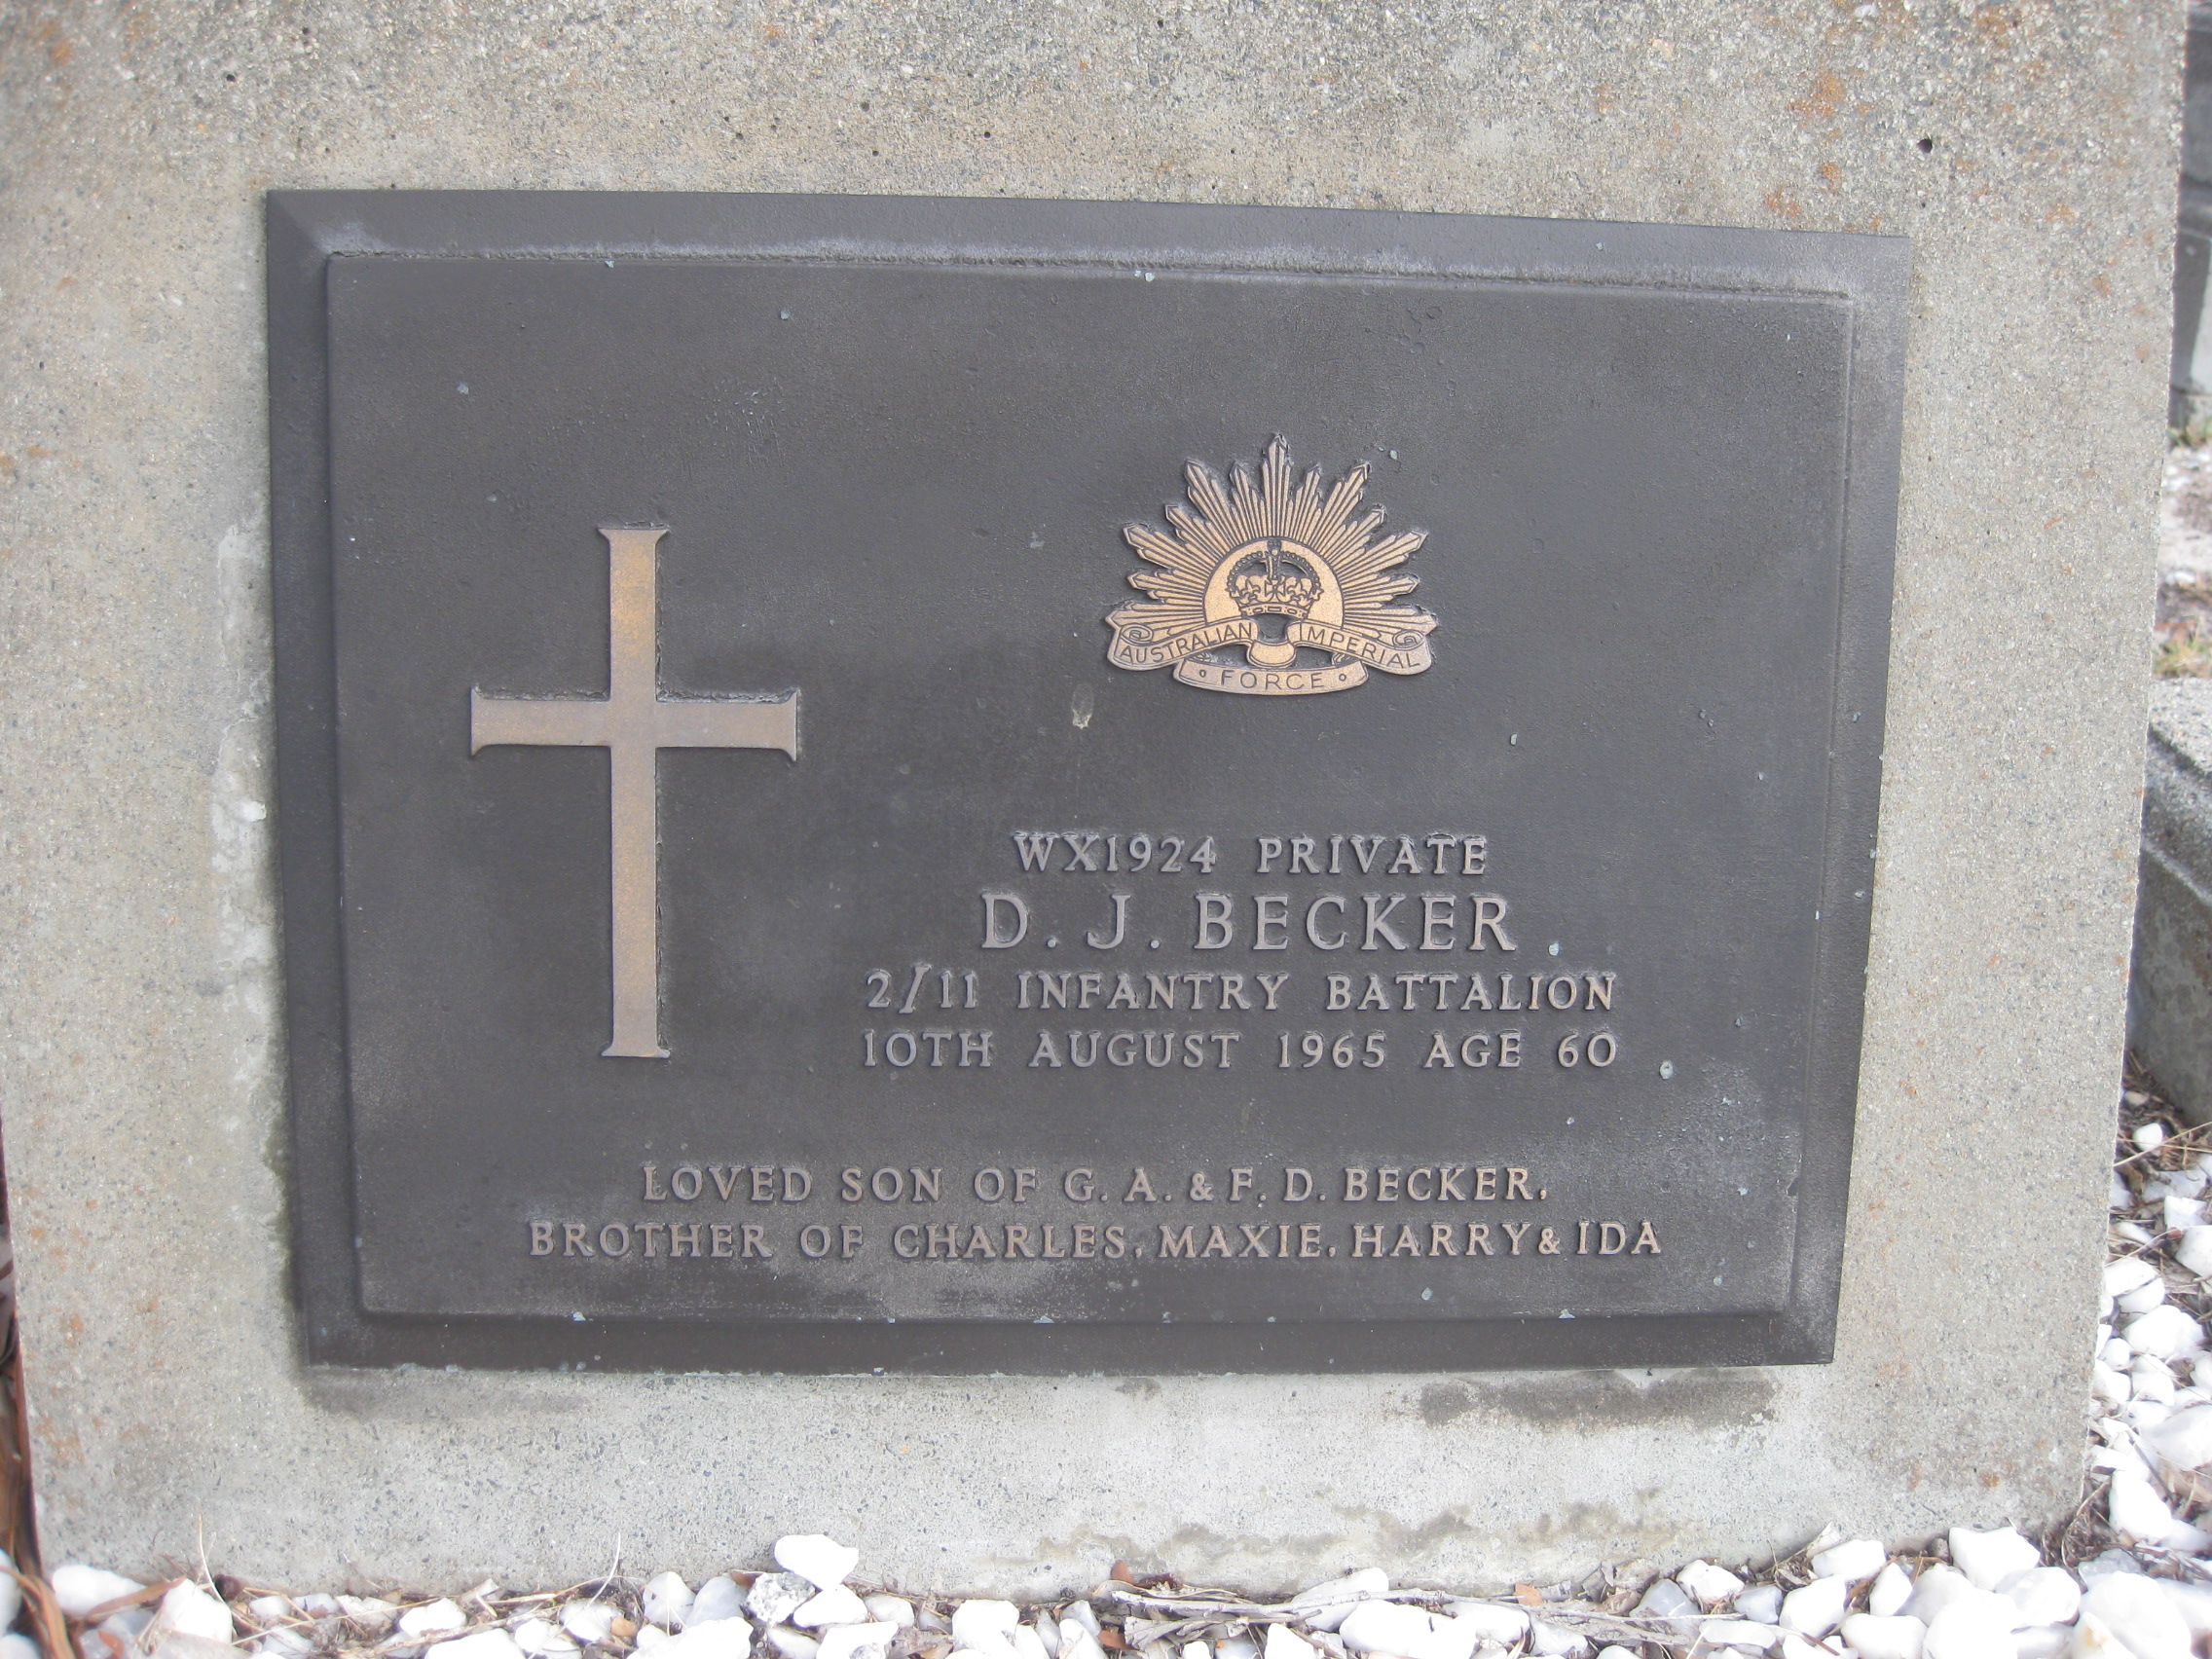 AUSTRALIAN IMPERIAL
FORCE
WX1924 PRIVATE
D. J. BECKER
2/11 INFANTRY BATTALION
10TH AUGUST 1965 AGE 60
LOVED SON OF G. A. & F. D. BECKER,
BROTHER OF CHARLES, MAXIE, HARRY & IDA